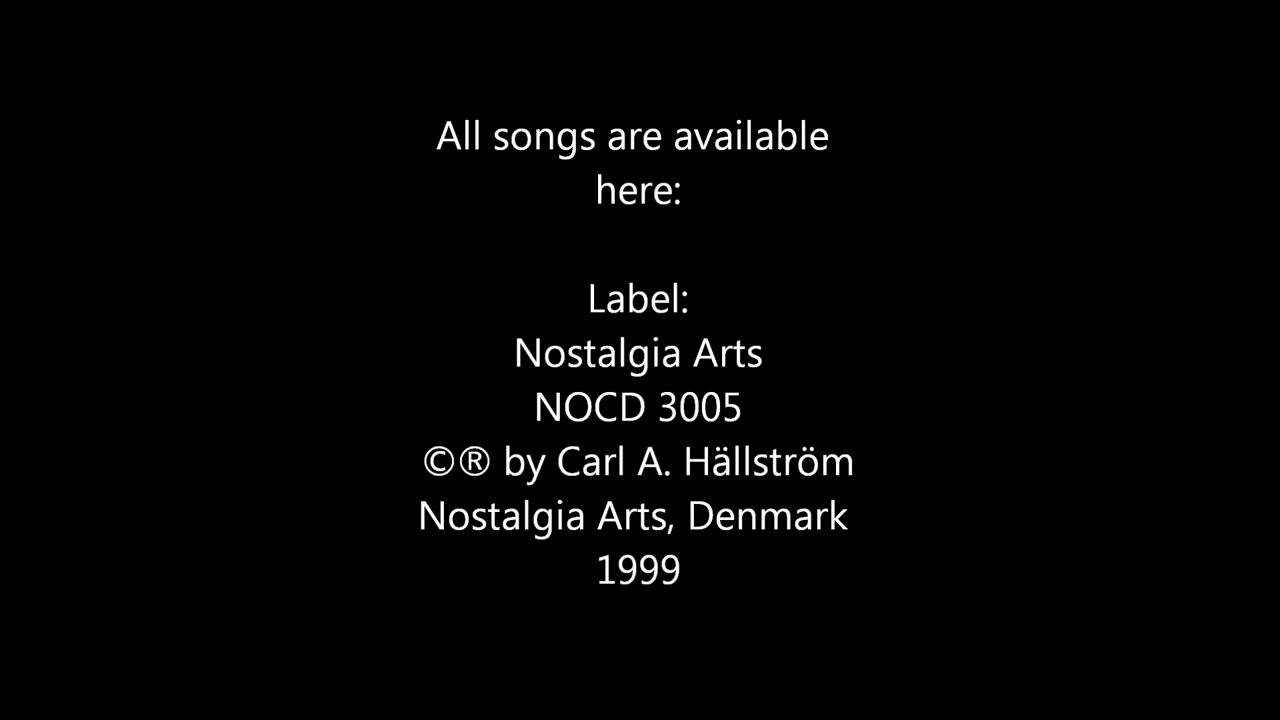 All songs are available
here:
Label:
Nostalgia Arts
NOCD 3005
©® by Carl A. Hällström
Nostalgia Arts, Denmark
1999